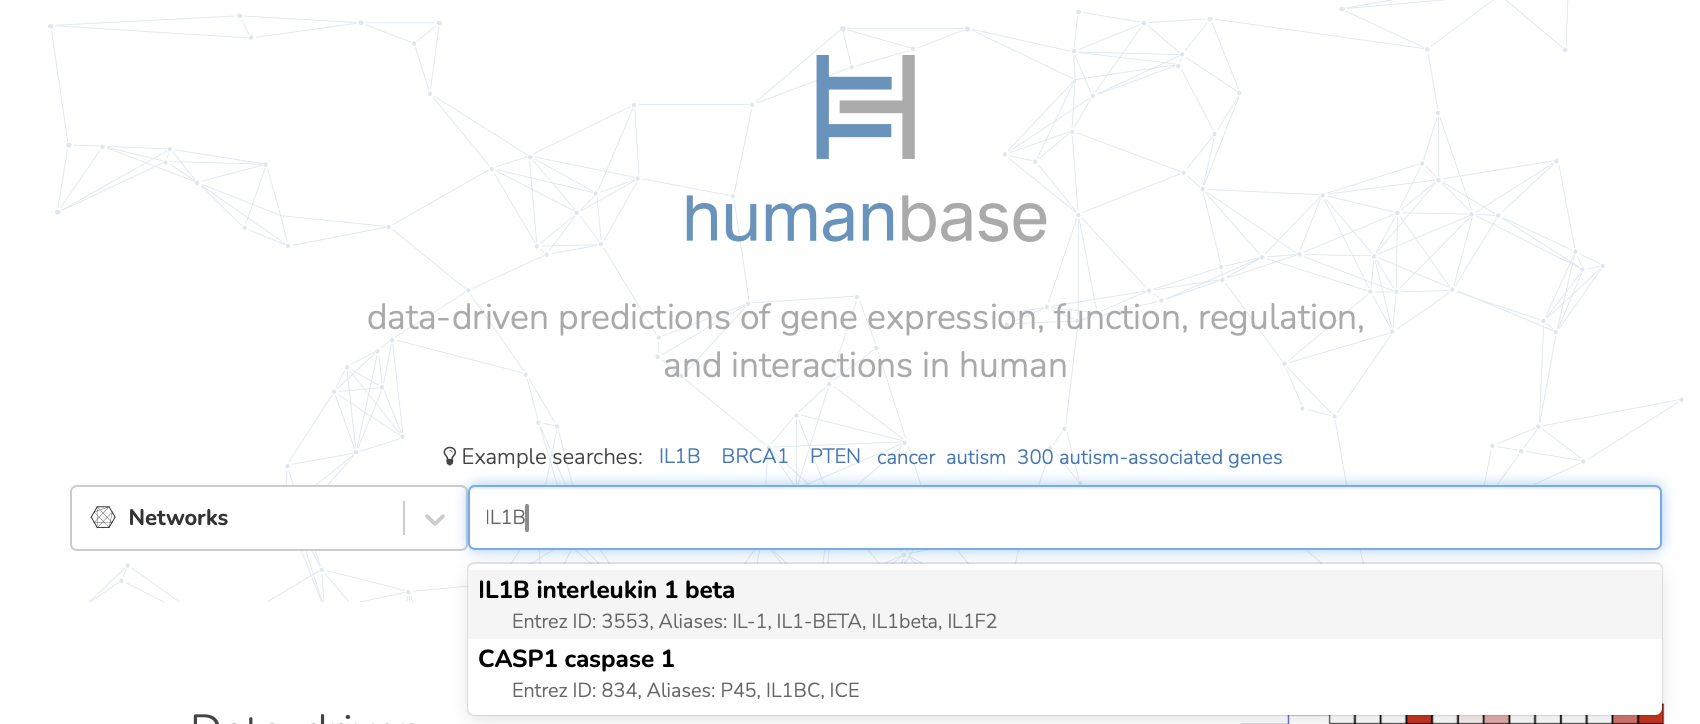 humanbase
data-driven predictions of gene expression, function, regulation,
and interactions in human
Example searches: IL1B BRCA1 PTEN cancer autism 300 autism-associated genes
Networks
IL1B
IL1B interleukin 1 beta
Entrez ID: 3553, Aliases: IL-1, IL1-BETA, IL1beta, IL1F2
CASP1 caspase 1
Entrez ID: 834, Aliases: P45, IL1BC, ICE